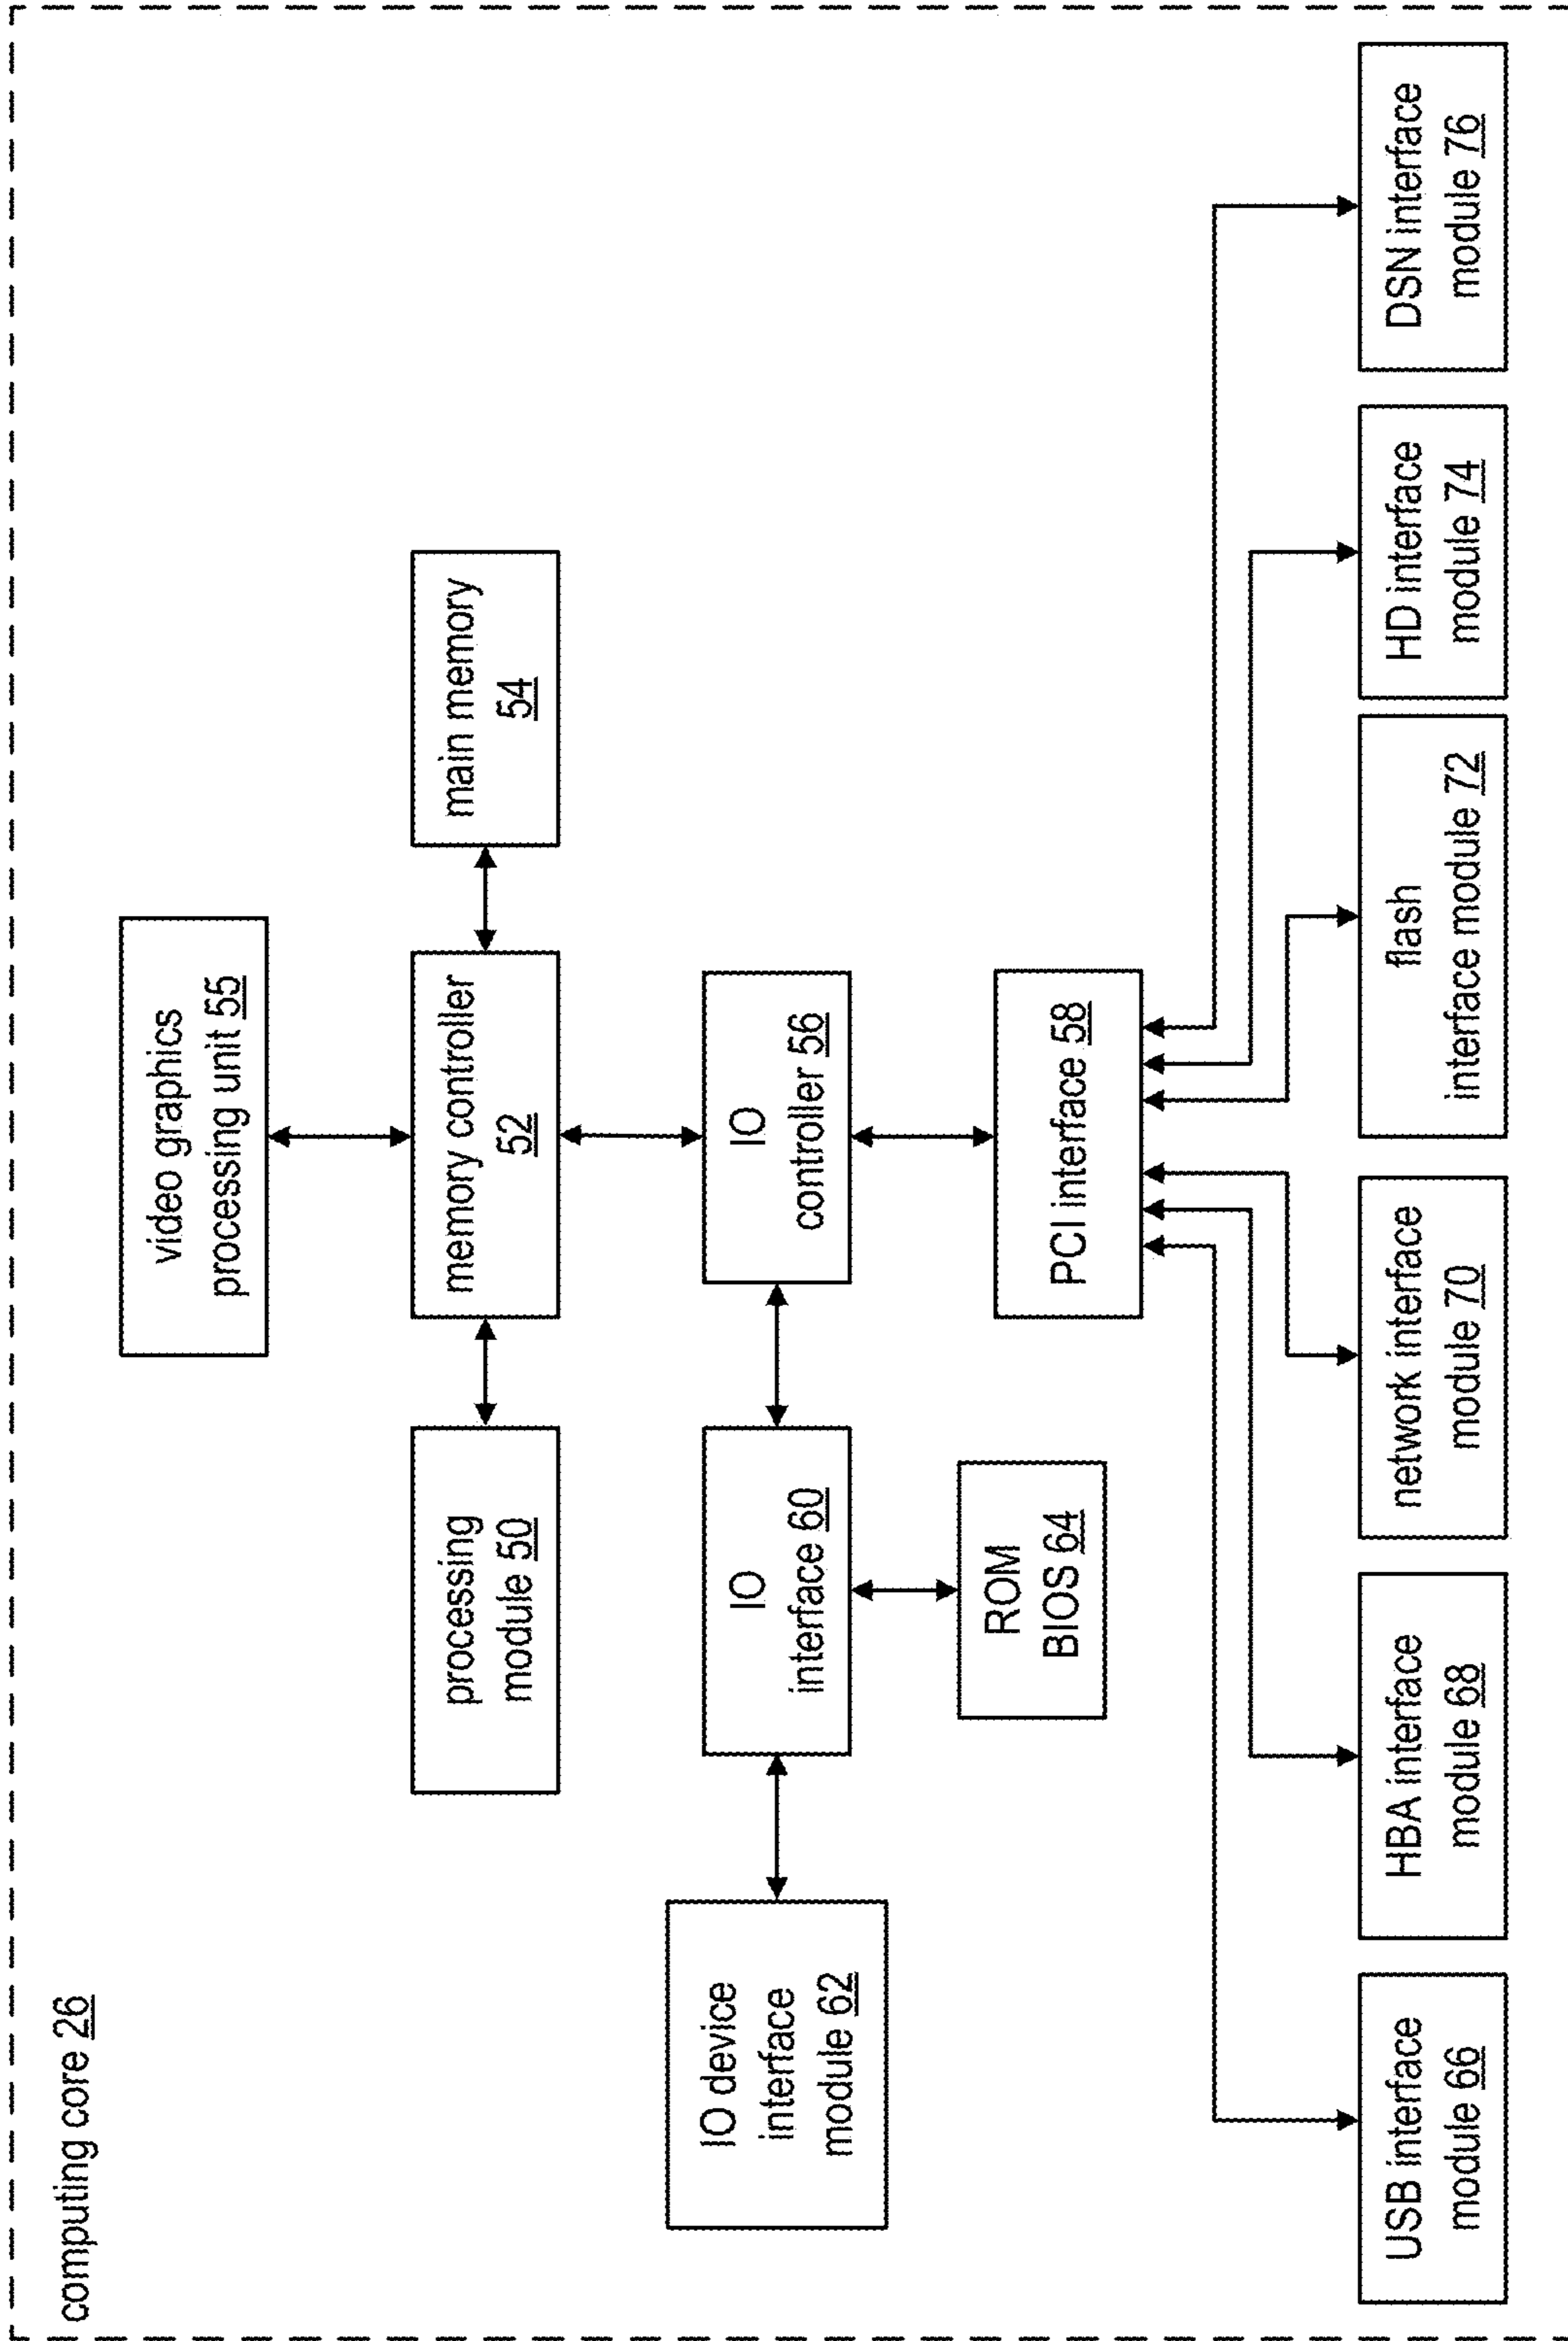 computing core 26
video graphics
processing unit 55
processing
module 50
memory controller
52
main memory
54
IO device
interface
module 62
IO
interface 60
IO
controller 56
ROM
BIOS 64
PCI interface 58
USB interface
module 66
HBA interface
module 68
network interface
module 70
flash
interface module 72
HD interface
module 74
DSN interface
module 76